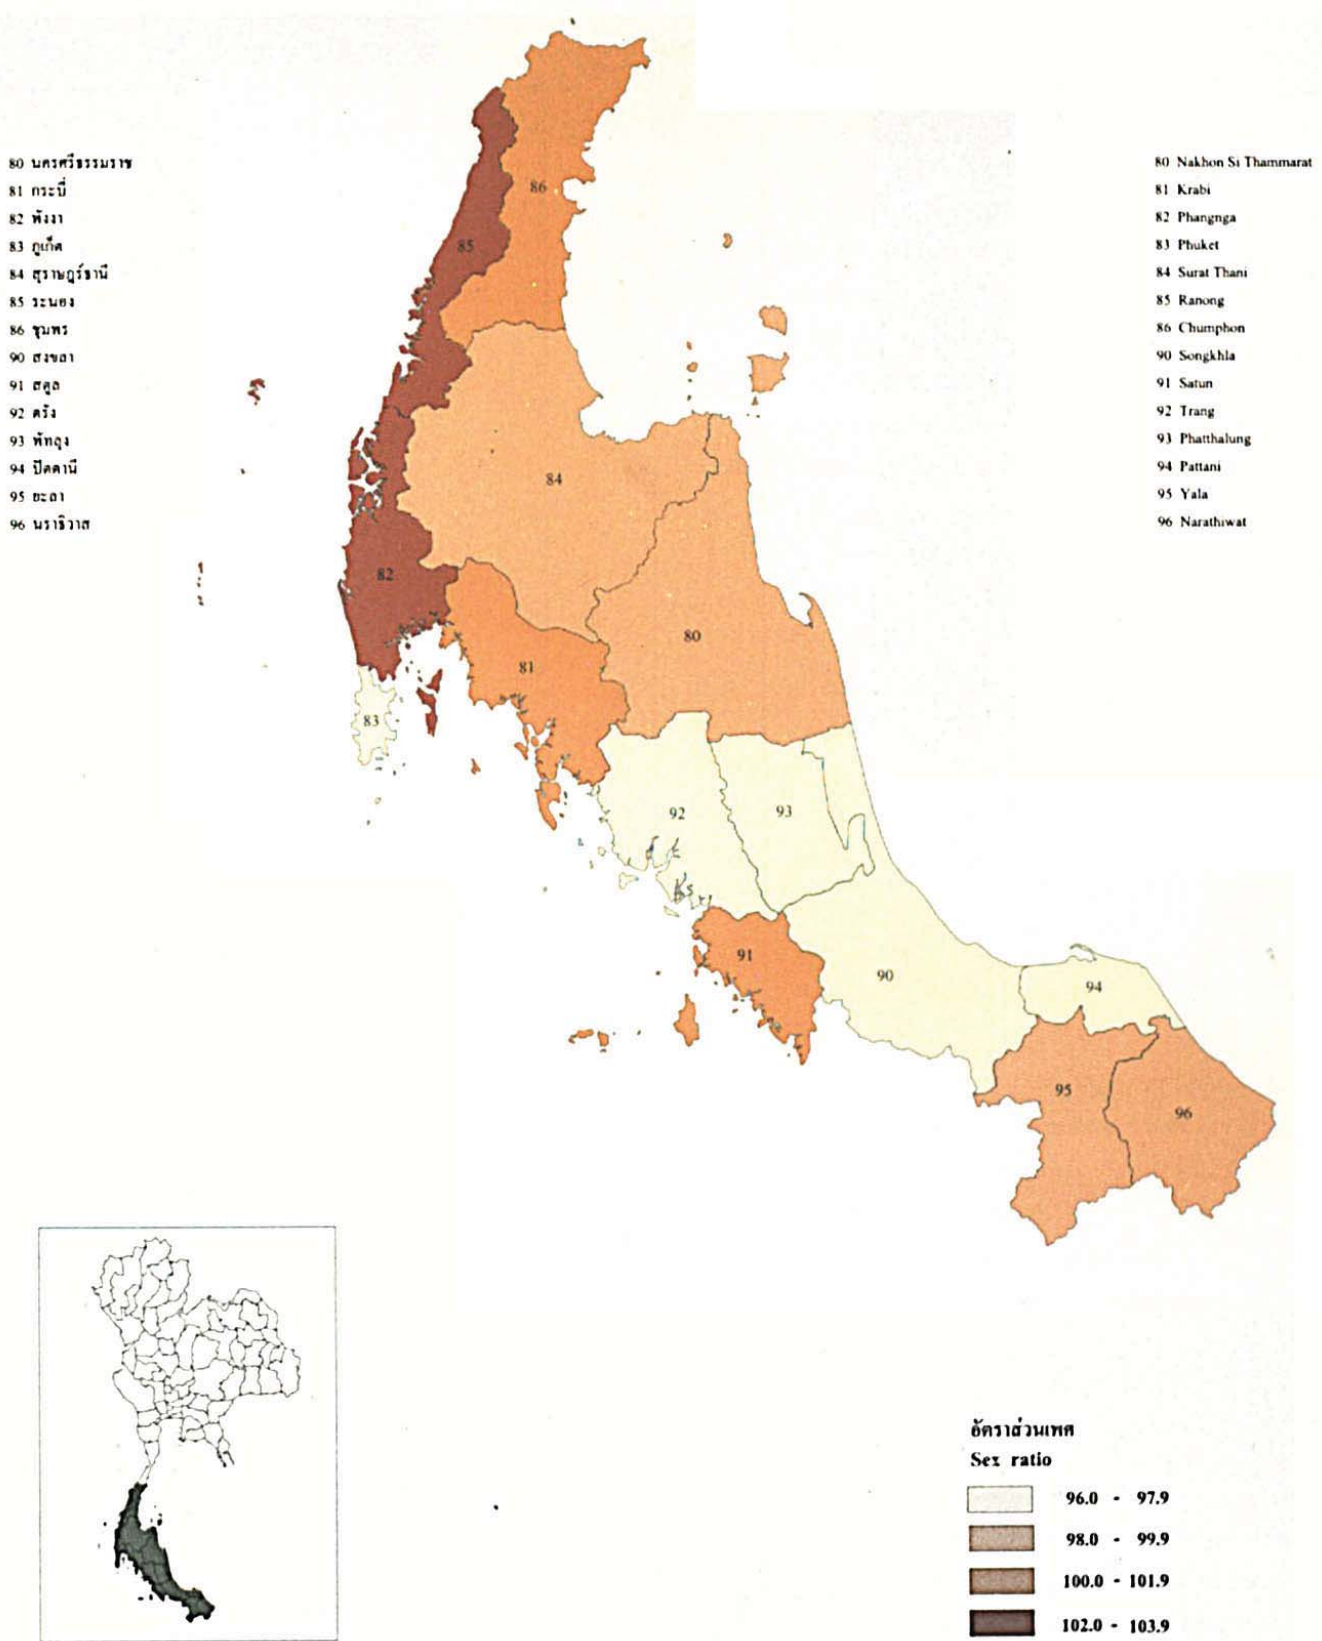 80 นครศรีธรรมราช
81 กระบี่
82 พังงา
83 ภูเก็ต
84 สุราษฎร์ธานี
85 ระนอง
86 ชุมพร
90 สงขลา
91 สตูล
92 ตรัง
93 พัทลุง
94 ปัตตานี
95 ยะลา
96 นราธิวาส
80 Nakhon Si Thammarat
81 Krabi
82 Phangnga
83 Phuket
84 Surat Thani
85 Ranong
86 Chumphon
90 Songkhla
91 Satun
92 Trang
93 Phatthalung
94 Pattani
95 Yala
96 Narathiwat
86
85
84
82
80
81
83
92
93
91
90
94
95
96
อัตราส่วนเพศ
Sex ratio
96.0 - 97.9
98.0 - 99.9
100.0 - 101.9
102.0 - 103.9